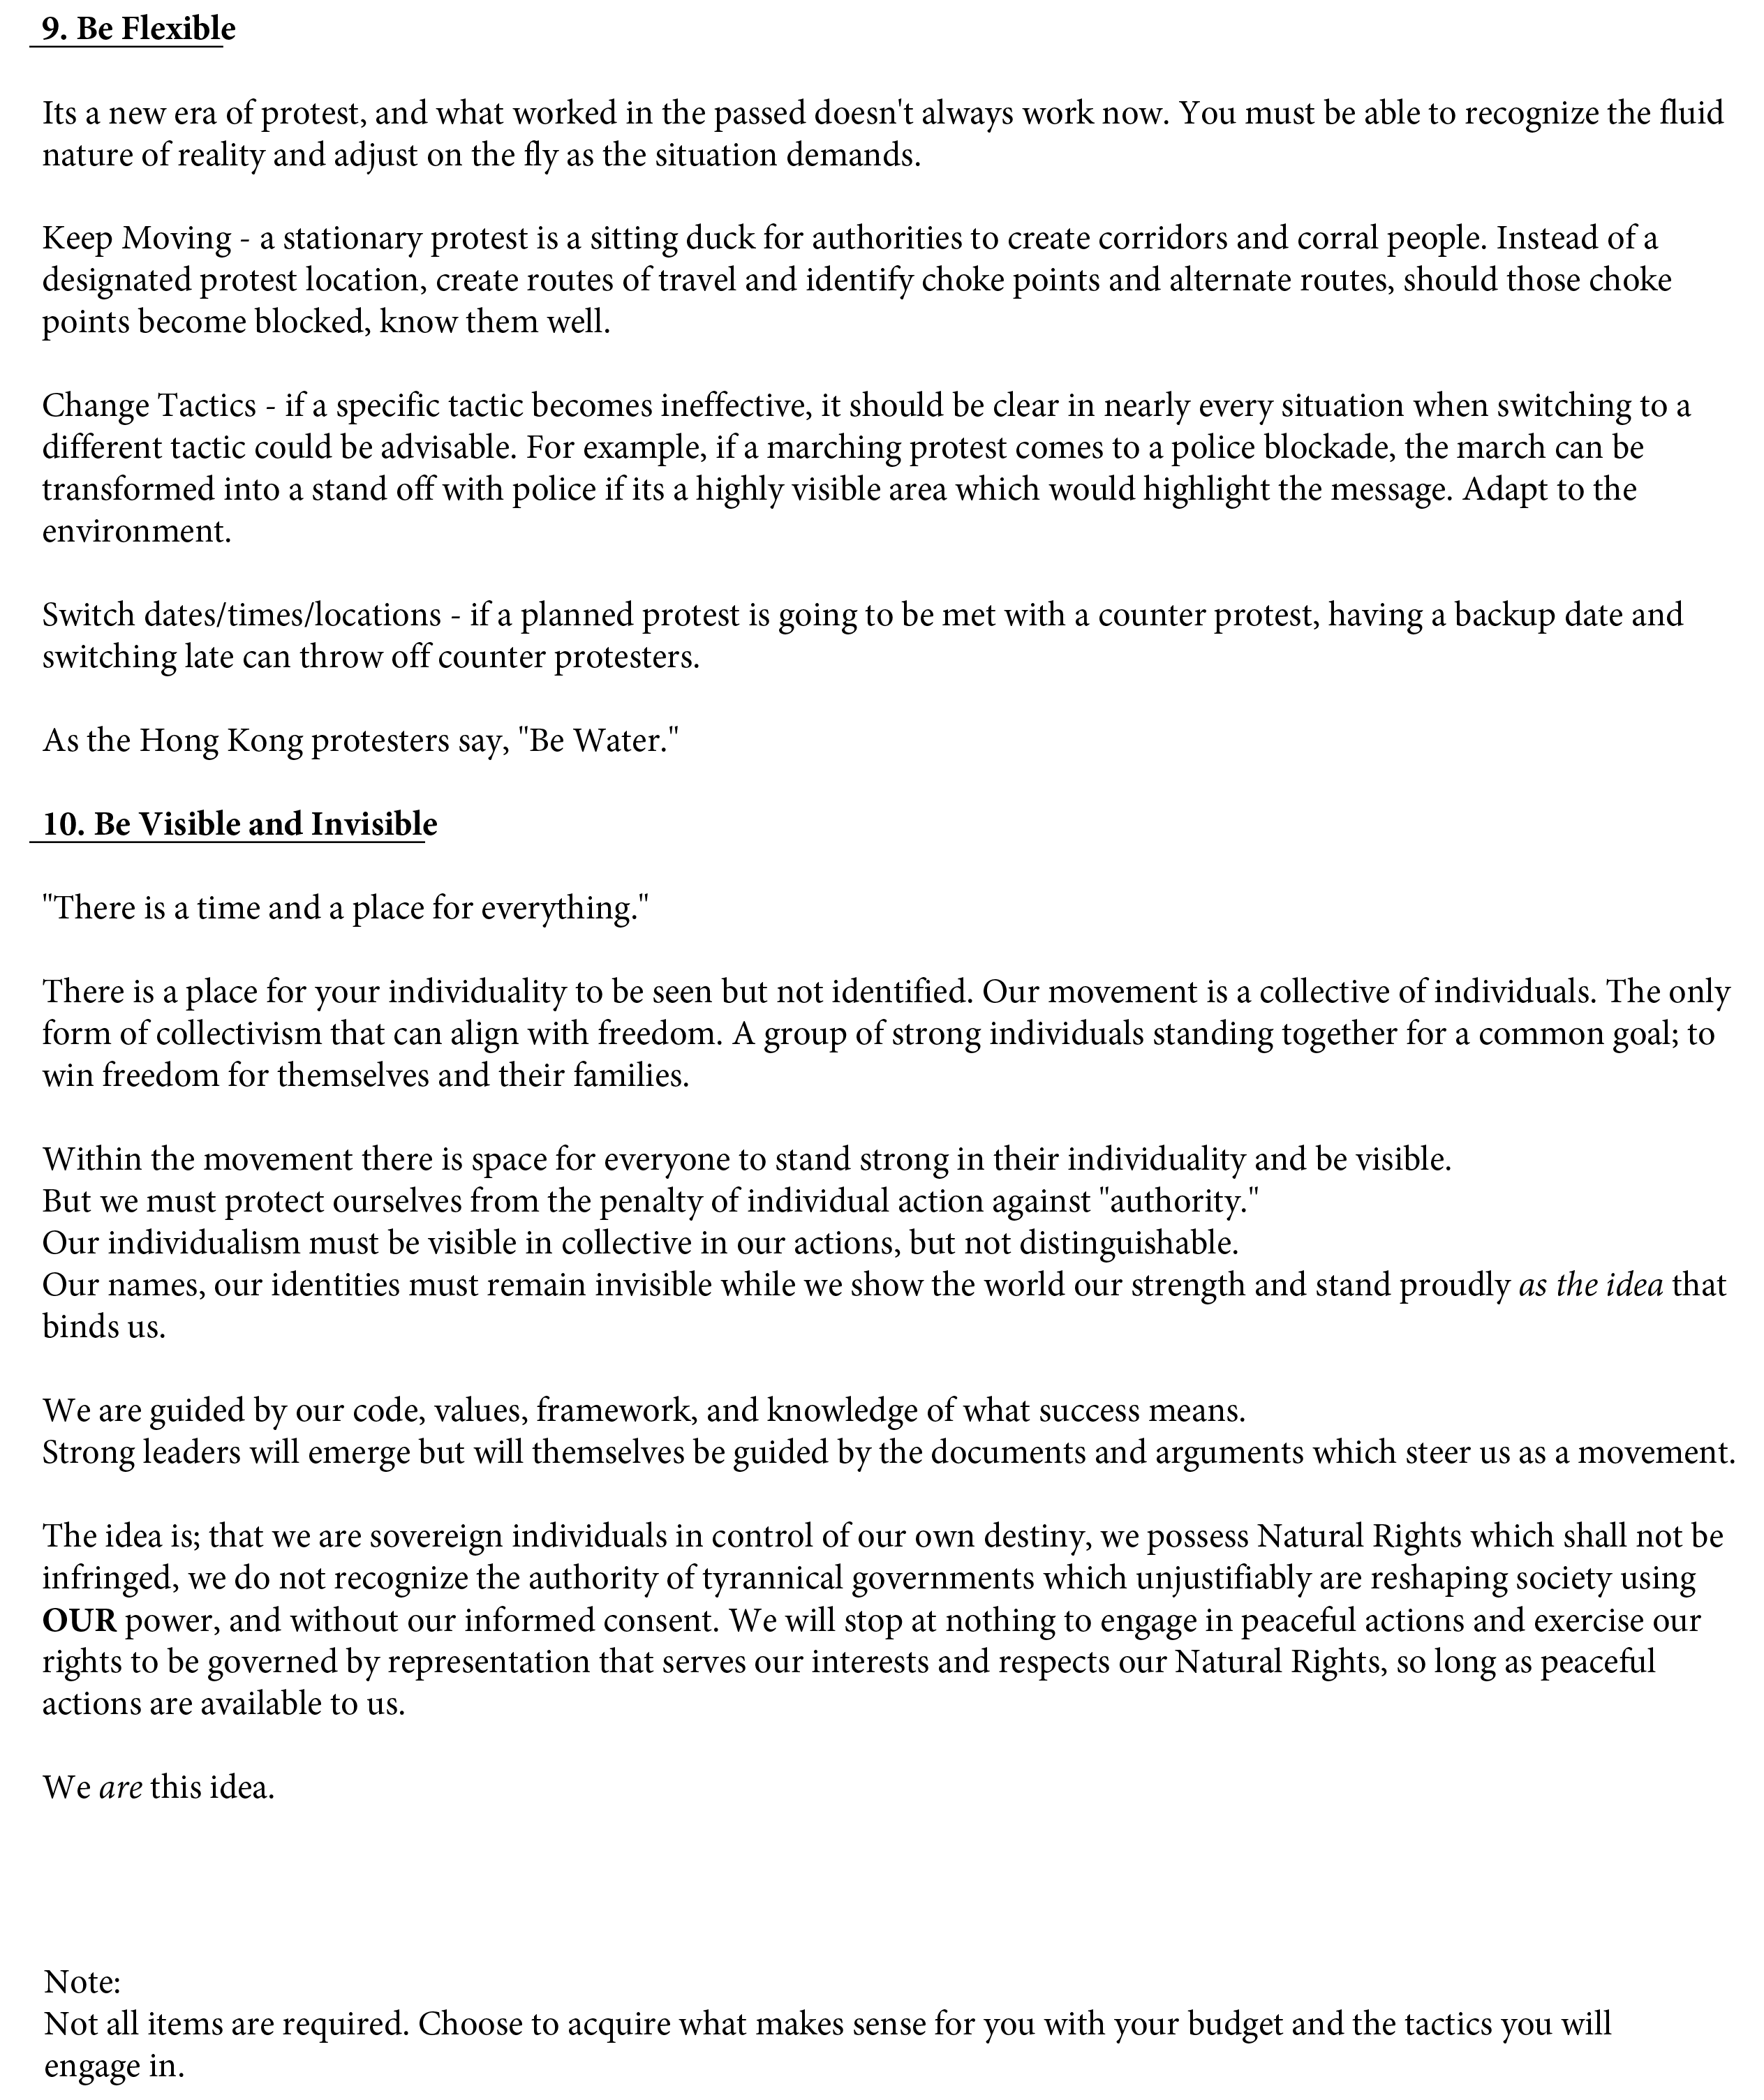 9. Be Flexible
Its a new era of protest, and what worked in the passed doesn't always work now. You must be able to recognize the fluid
nature of reality and adjust on the fly as the situation demands.
Keep Moving - a stationary protest is a sitting duck for authorities to create corridors and corral people. Instead of a
designated protest location, create routes of travel and identify choke points and alternate routes, should those choke
points become blocked, know them well.
Change Tactics - if a specific tactic becomes ineffective, it should be clear in nearly every situation when switching to a
different tactic could be advisable. For example, if a marching protest comes to a police blockade, the march can be
transformed into a stand off with police if its a highly visible area which would highlight the message. Adapt to the
environment.
Switch dates/times/locations - if a planned protest is going to be met with a counter protest, having a backup date and
switching late can throw off counter protesters.
As the Hong Kong protesters say, "Be Water."
10. Be Visible and Invisible
"There is a time and a place for everything."
There is a place for your individuality to be seen but not identified. Our movement is a collective of individuals. The only
form of collectivism that can align with freedom. A group of strong individuals standing together for a common goal; to
win freedom for themselves and their families.
Within the movement there is space for everyone to stand strong in their individuality and be visible.
But we must protect ourselves from the penalty of individual action against "authority."
Our individualism must be visible in collective in our actions, but not distinguishable.
Our names, our identities must remain invisible while we show the world our strength and stand proudly as the idea that
binds us.
We are guided by our code, values, framework, and knowledge of what success means.
Strong leaders will emerge but will themselves be guided by the documents and arguments which steer us as a movement.
The idea is; that we are sovereign individuals in control of our own destiny, we possess Natural Rights which shall not be
infringed, we do not recognize the authority of tyrannical governments which unjustifiably are reshaping society using
OUR power, and without our informed consent. We will stop at nothing to engage in peaceful actions and exercise our
rights to be governed by representation that serves our interests and respects our Natural Rights, so long as peaceful
actions are available to us.
We are this idea.
Note:
Not all items are required. Choose to acquire what makes sense for you with your budget and the tactics you will
engage in.